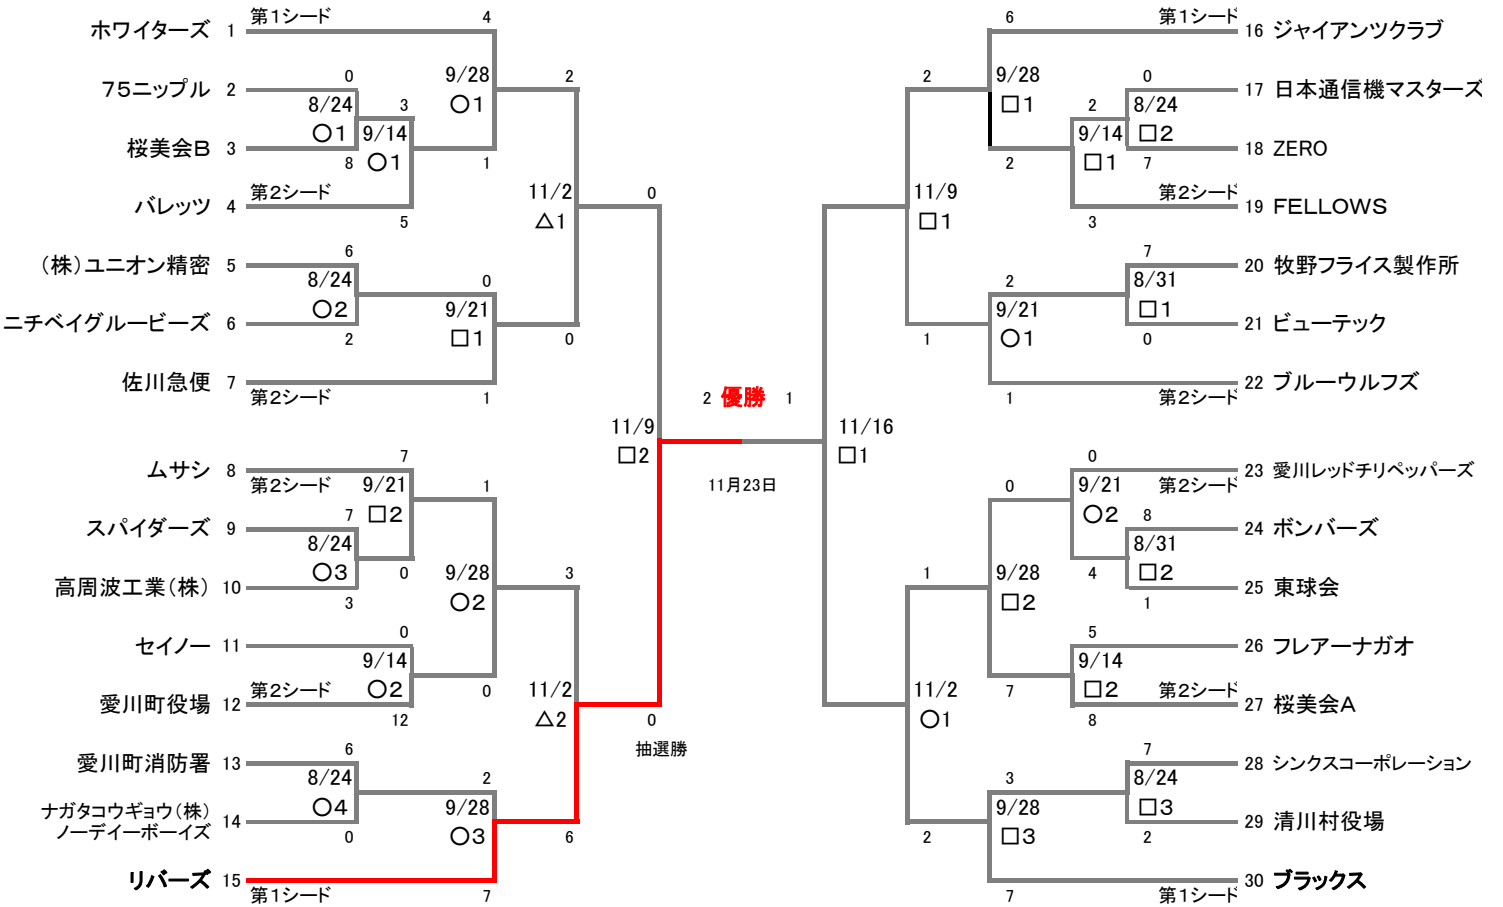 ホワイターズ 1 第1シード 4
75ニップル 2 0
8/24
○1
桜美会B 3 8
3
9/14
○1
9/28
○1
1
2
バレッツ 4 第2シード 5
11/2
△1
0
(株)ユニオン精密 5 6
8/24
○2
ニチベイグルービーズ 6 2
0
9/21
□1
0
佐川急便 7 第2シード 1
11/9
□2
ムサシ 8 第2シード 7
9/21
□2
スパイダーズ 9 7
8/24
○3
高周波工業(株) 10 3
0
1
9/28
○2
3
セイノー 11 0
9/14
○2
0
愛川町役場 12 第2シード 12
11/2
△2
0
抽選勝
愛川町消防署 13 6
8/24
○4
ナガタコウギョウ(株)
ノーデイーボーイズ 14 0
2
9/28
○3
6
リバーズ 15 第1シード 7
2 優勝 1
11月23日
6 第1シード 16 ジャイアンツクラブ
2
9/28
□1
0 17 日本通信機マスターズ
8/24
□2
7 18 ZERO
2
9/14
□1
2
3 第2シード 19 FELLOWS
11/9
□1
7 20 牧野フライス製作所
8/31
□1
0 21 ビューテック
2
9/21
○1
1
1 第2シード 22 ブルーウルフズ
11/16
□1
0 第2シード 23 愛川レッドチリペッパーズ
9/21
○2
8 24 ボンバーズ
8/31
□2
1 25 東球会
4
0
9/28
□2
1
5 26 フレアーナガオ
9/14
□2
7
8 第2シード 27 桜美会A
11/2
○1
7 28 シンクスコーポレーション
8/24
□3
2 29 清川村役場
3
9/28
□3
2
7 第1シード 30 ブラックス